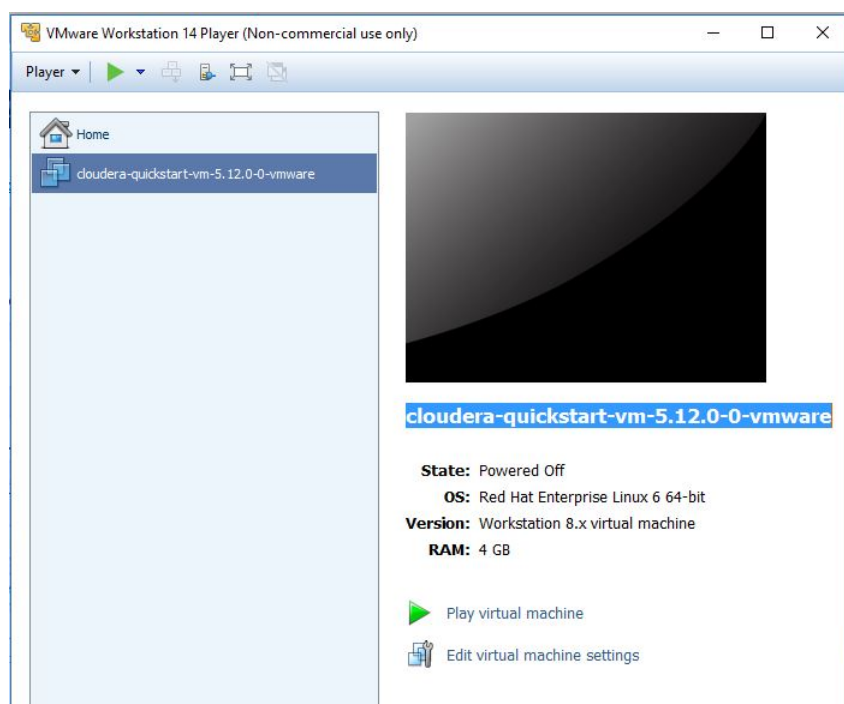 VMware Workstation 14 Player (Non-commercial use only)
Player
Home
cloudera-quickstart-vm-5.12.0-0-vmware
cloudera-quickstart-vm-5.12.0-0-vmware
State: Powered Off
OS: Red Hat Enterprise Linux 6 64-bit
Version: Workstation 8.x virtual machine
RAM: 4 GB
Play virtual machine
Edit virtual machine settings